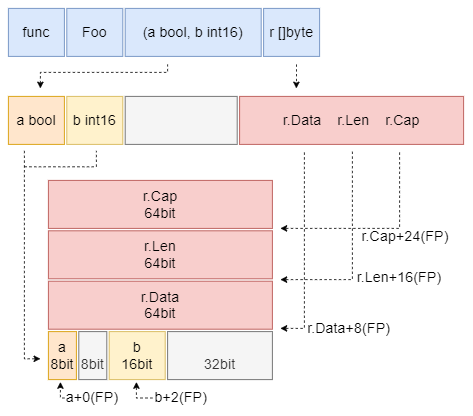 func Foo (a bool, b int16) r []byte
a bool b int16 r.Data r.Len r.Cap
r.Cap
64bit
r.Cap+24(FP)
r.Len
64bit
r.Len+16(FP)
r.Data
64bit
r.Data+8(FP)
a b
8bit 8bit 16bit 32bit
a+0(FP) b+2(FP)